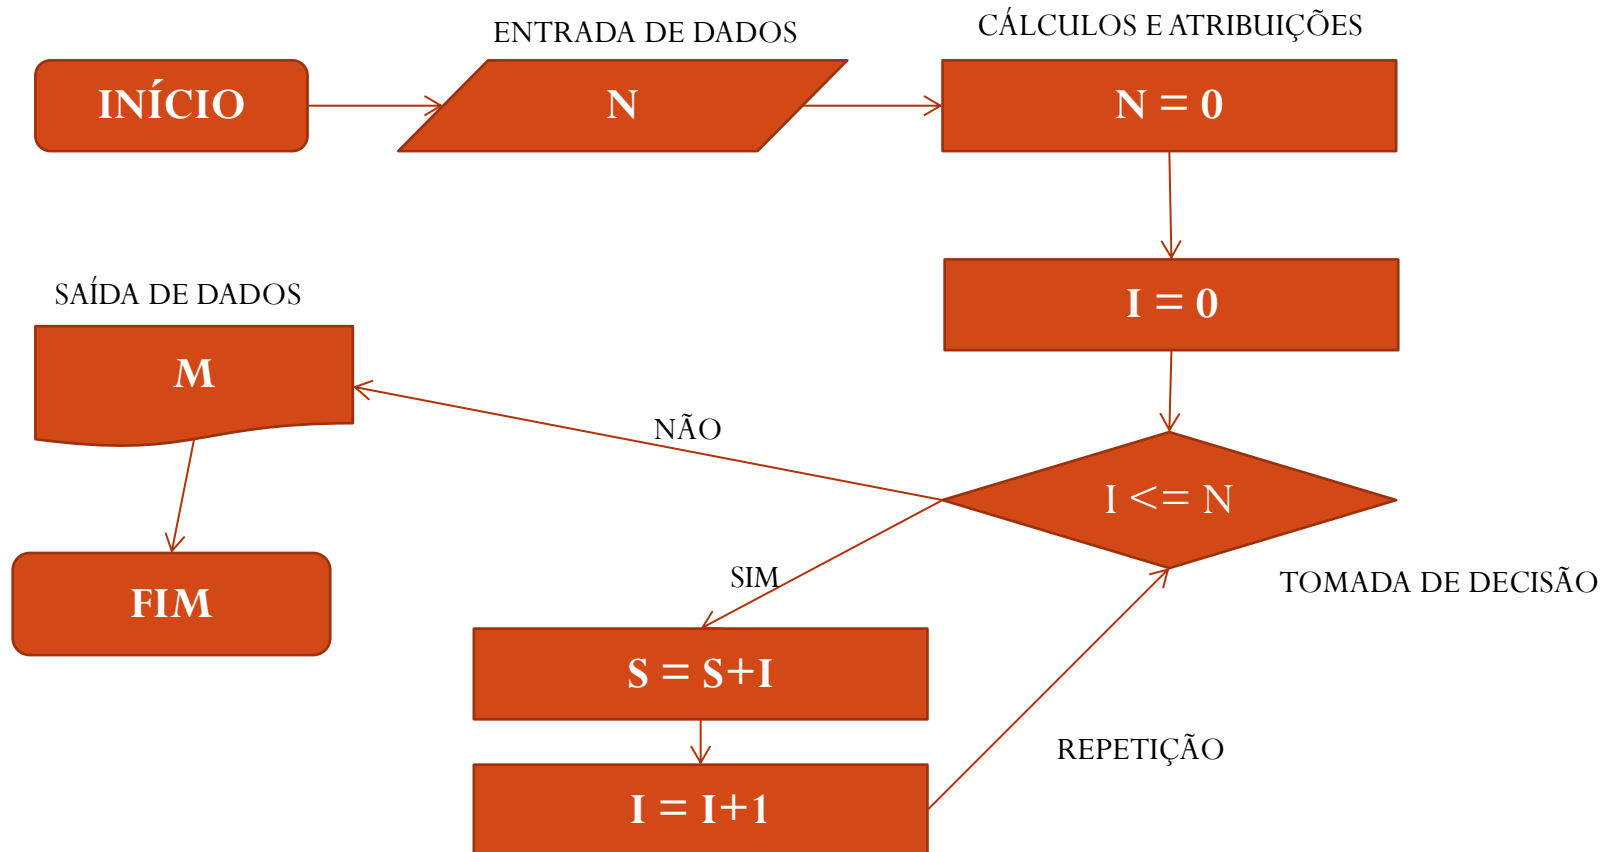 ENTRADA DE DADOS
CÁLCULOS E ATRIBUIÇÕES
INÍCIO
N
N = 0
I = 0
SAÍDA DE DADOS
M
NÃO
I <= N
SIM
TOMADA DE DECISÃO
FIM
S = S+I
REPETIÇÃO
I = I+1